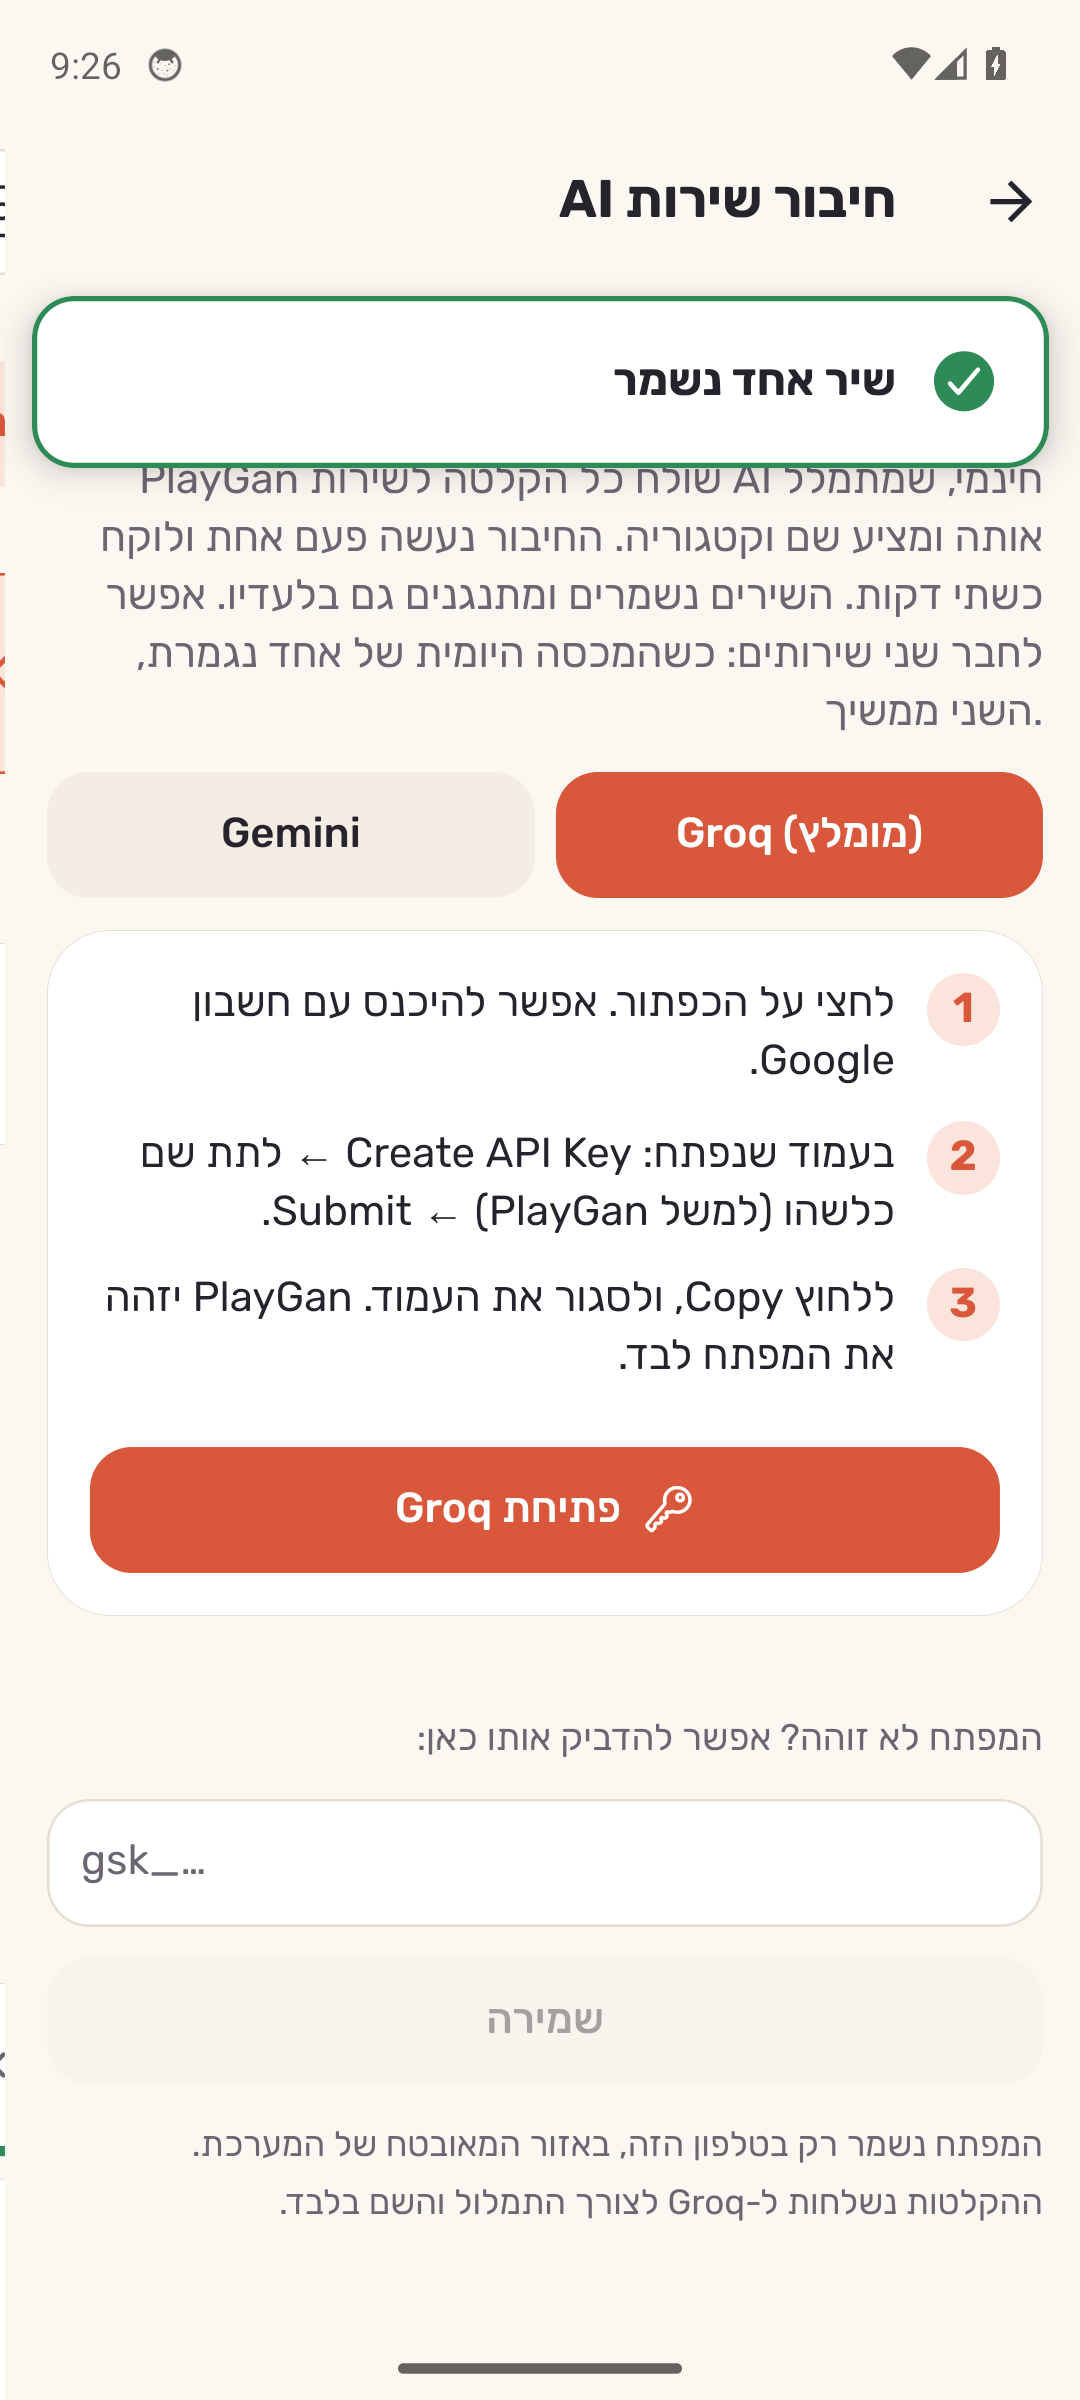 9:26
חיבור שירות AI
שיר אחד נשמר
PlayGan שולח כל הקלטה לשירות AI חינמי, שמתמלל
אותה ומציע שם וקטגוריה. החיבור נעשה פעם אחת ולוקח
כשתי דקות. השירים נשמרים ומתנגנים גם בלעדיו. אפשר
לחבר שני שירותים: כשהמכסה היומית של אחד נגמרת,
השני ממשיך.
Groq (מומלץ)
Gemini
1
לחצי על הכפתור. אפשר להיכנס עם חשבון
Google.
2
בעמוד שנפתח: Create API Key ← לתת שם
כלשהו (למשל PlayGan) ← Submit.
3
ללחוץ Copy, ולסגור את העמוד. PlayGan יזהה
את המפתח לבד.
פתיחת Groq
המפתח לא זוהה? אפשר להדביק אותו כאן:
gsk_...
שמירה
המפתח נשמר רק בטלפון הזה, באזור המאובטח של המערכת.
ההקלטות נשלחות ל-Groq לצורך התמלול והשם בלבד.